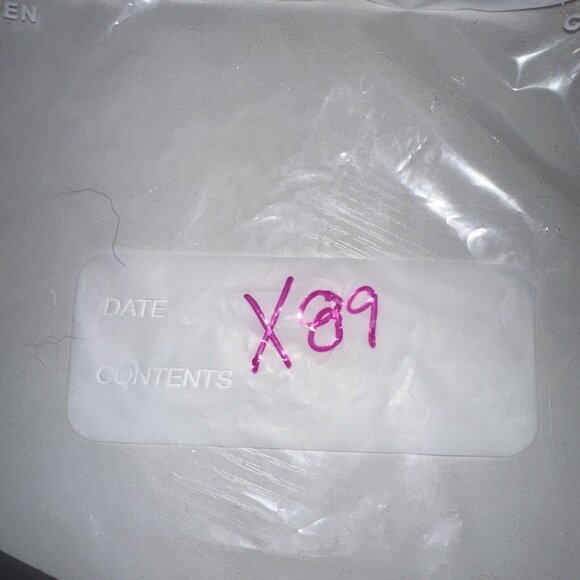 EN
G
DATE
X89
CONTENTS